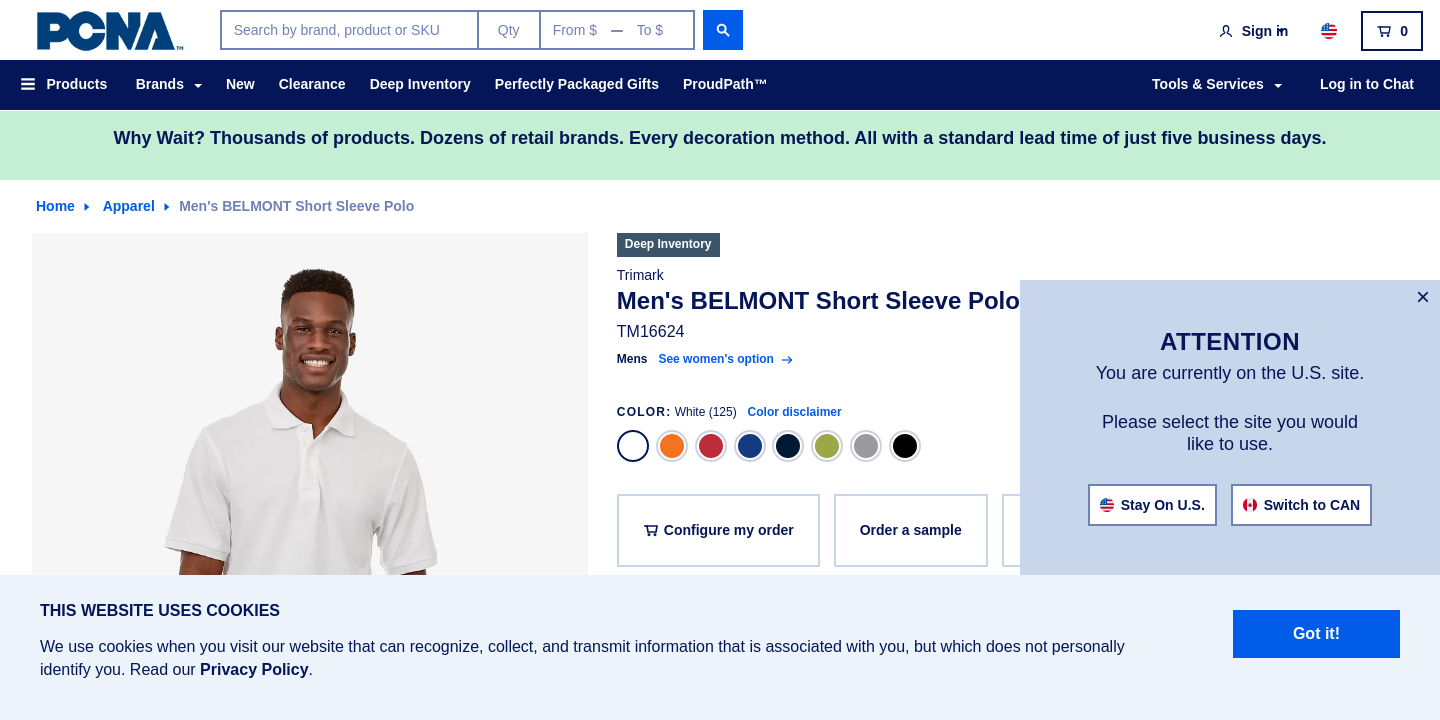 PCNA™
Search by brand, product or SKU
Qty
From $ — To $
Sign in
0
Products
Brands
New
Clearance
Deep Inventory
Perfectly Packaged Gifts
ProudPath™
Tools & Services
Log in to Chat
Why Wait? Thousands of products. Dozens of retail brands. Every decoration method. All with a standard lead time of just five business days.
Home
Apparel
Men's BELMONT Short Sleeve Polo
Deep Inventory
Trimark
Men's BELMONT Short Sleeve Polo
TM16624
Mens See women's option
COLOR: White (125) Color disclaimer
Configure my order
Order a sample
×
ATTENTION
You are currently on the U.S. site.
Please select the site you would
like to use.
Stay On U.S.
Switch to CAN
THIS WEBSITE USES COOKIES
We use cookies when you visit our website that can recognize, collect, and transmit information that is associated with you, but which does not personally
identify you. Read our Privacy Policy.
Got it!